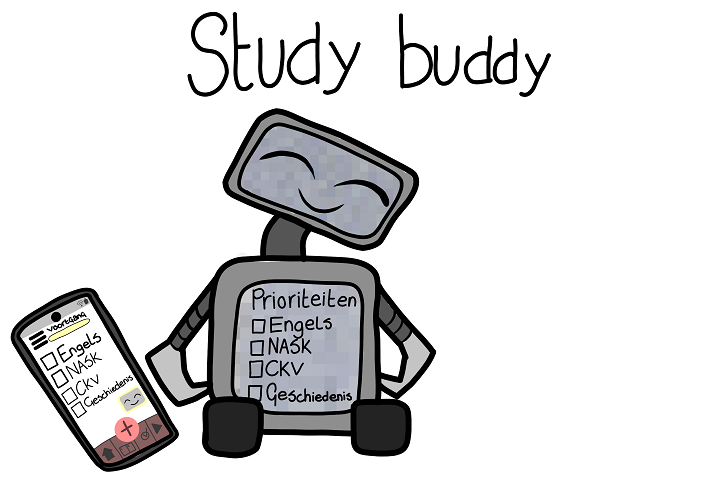 Study buddy
Prioriteiten
Engels
NASK
CKV
Geschiedenis
voortgang
Engels
NASK
CKV
Geschiedenis